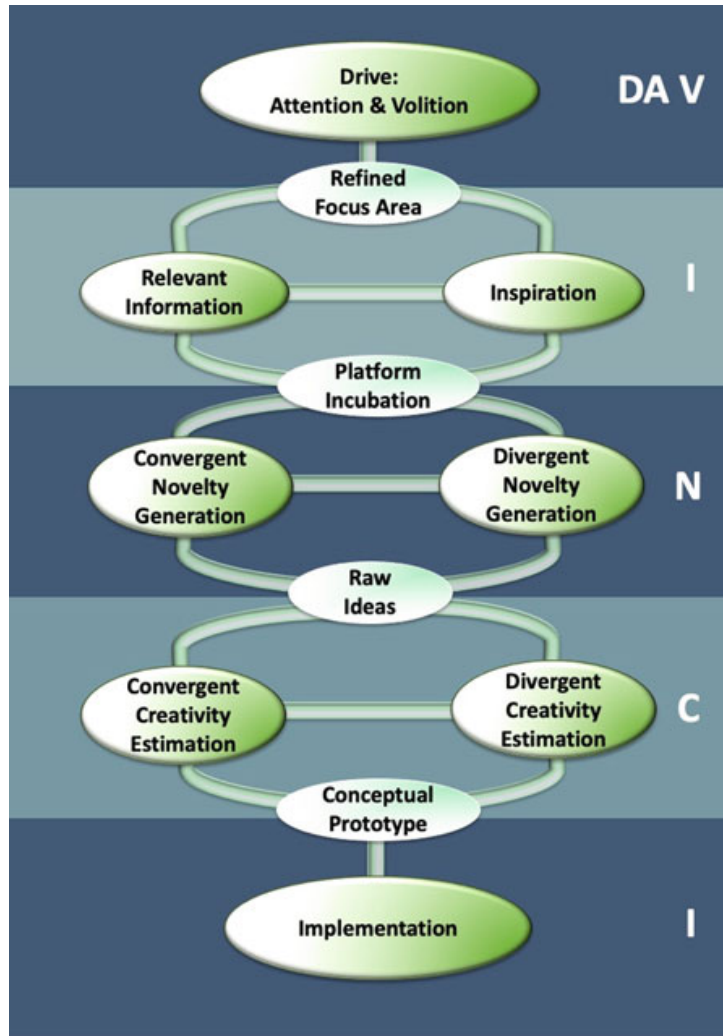 Drive:
Attention & Volition
DA V
Refined
Focus Area
Relevant
Information
Inspiration
I
Platform
Incubation
Convergent
Novelty
Generation
Divergent
Novelty
Generation
N
Raw
Ideas
Convergent
Creativity
Estimation
Divergent
Creativity
Estimation
C
Conceptual
Prototype
Implementation
I